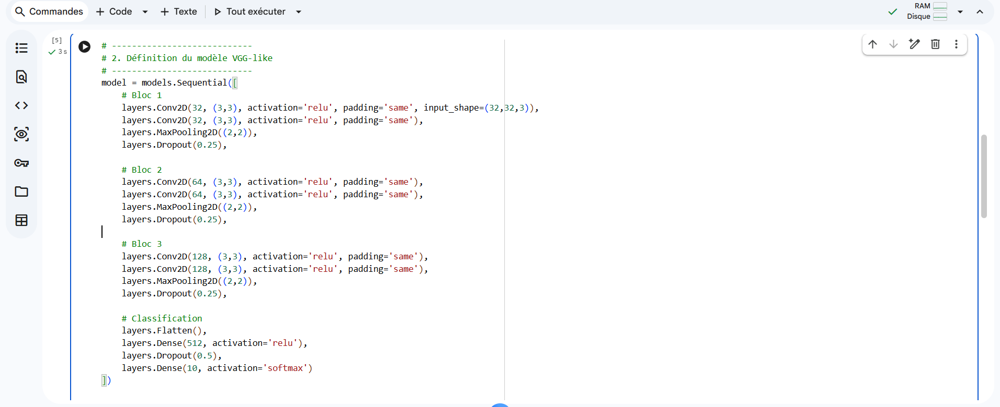 Commandes + Code + Texte Tout exécuter RAM
Disque
[5]
3 s
# ----------------------------
# 2. Définition du modèle VGG-like
# ----------------------------
model = models.Sequential([
    # Bloc 1
    layers.Conv2D(32, (3,3), activation='relu', padding='same', input_shape=(32,32,3)),
    layers.Conv2D(32, (3,3), activation='relu', padding='same'),
    layers.MaxPooling2D((2,2)),
    layers.Dropout(0.25),

    # Bloc 2
    layers.Conv2D(64, (3,3), activation='relu', padding='same'),
    layers.Conv2D(64, (3,3), activation='relu', padding='same'),
    layers.MaxPooling2D((2,2)),
    layers.Dropout(0.25),

    # Bloc 3
    layers.Conv2D(128, (3,3), activation='relu', padding='same'),
    layers.Conv2D(128, (3,3), activation='relu', padding='same'),
    layers.MaxPooling2D((2,2)),
    layers.Dropout(0.25),

    # Classification
    layers.Flatten(),
    layers.Dense(512, activation='relu'),
    layers.Dropout(0.5),
    layers.Dense(10, activation='softmax')
])